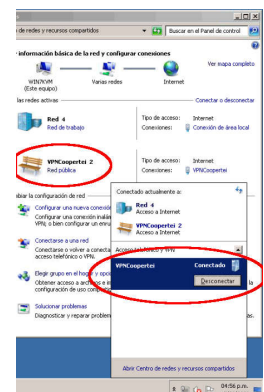 de redes y recursos compartidos
Buscar en el Panel de control
información básica de la red y configurar conexiones
Ver mapa completo
WIN7KVM
(Este equipo)
Varias redes
Internet
las redes activas
Conectar o desconectar
Red 4
Red de trabajo
Tipo de acceso: Internet
Conexiones: Conexión de área local
VPNCoopertei 2
Red pública
Tipo de acceso: Internet
Conexiones: VPNCoopertei
biar la configuración de red
Configurar una nueva conexió
Configurar una conexión inalá
VPN; o bien configurar un enru
Conectarse a una red
Conectarse o volver a conecta
acceso telefónico o VPN.
Elegir grupo en el hogar y opc
Obtener acceso a archivos e i
configuración de uso comp
Solucionar problemas
Diagnosticar y reparar problem
Conectado actualmente a:
Red 4
Acceso a Internet
VPNCoopertei 2
Acceso a Internet
Acceso telefónico y VPN
VPNCoopertei
Conectado
Desconectar
Abrir Centro de redes y recursos compartidos
04:56 p.m.